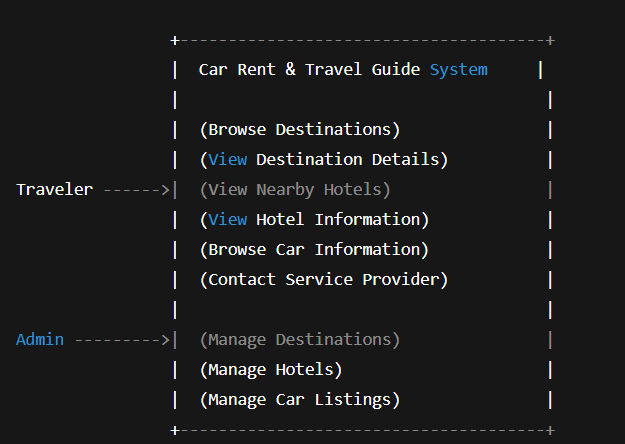 +--------------------------------------+
|  Car Rent & Travel Guide System     |
|                                      |
|  (Browse Destinations)               |
|  (View Destination Details)          |
Traveler ------>|  (View Nearby Hotels)                |
|  (View Hotel Information)            |
|  (Browse Car Information)            |
|  (Contact Service Provider)          |
|                                      |
Admin --------->|  (Manage Destinations)               |
|  (Manage Hotels)                     |
|  (Manage Car Listings)               |
+--------------------------------------+